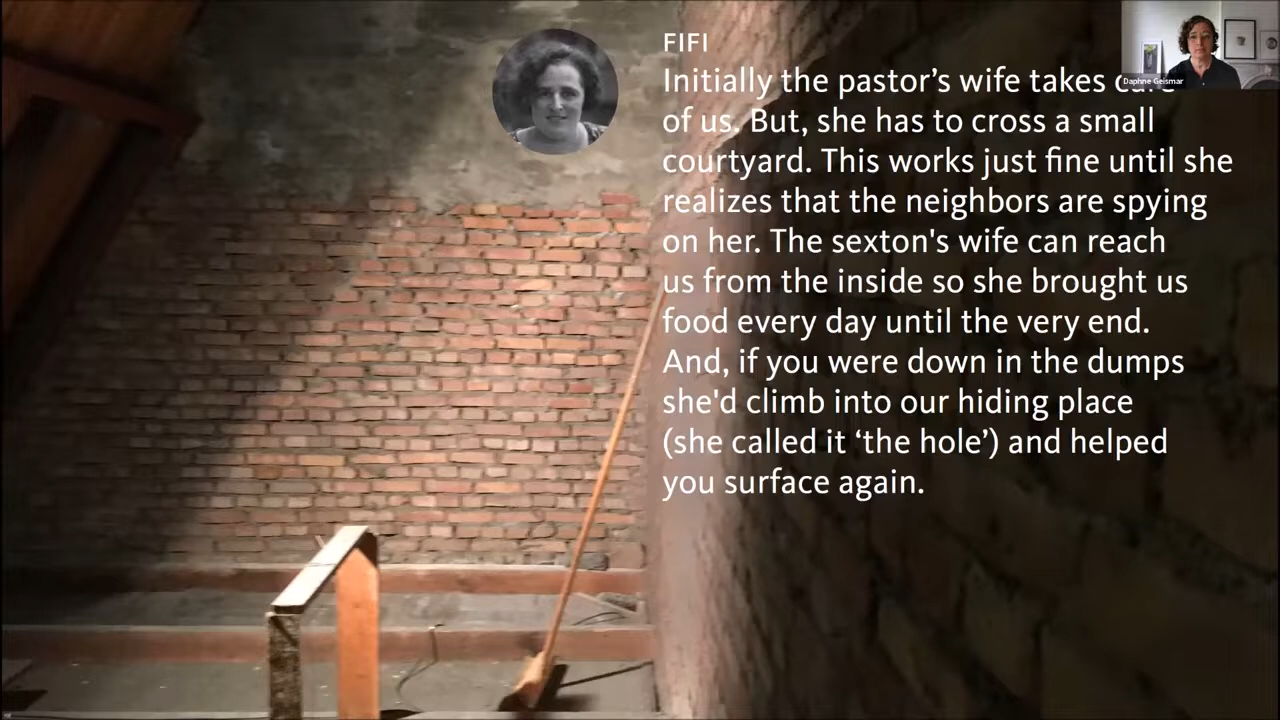 FIFI
Initially the pastor’s wife takes care
of us. But, she has to cross a small
courtyard. This works just fine until she
realizes that the neighbors are spying
on her. The sexton's wife can reach
us from the inside so she brought us
food every day until the very end.
And, if you were down in the dumps
she'd climb into our hiding place
(she called it ‘the hole’) and helped
you surface again.
Daphne Geismar